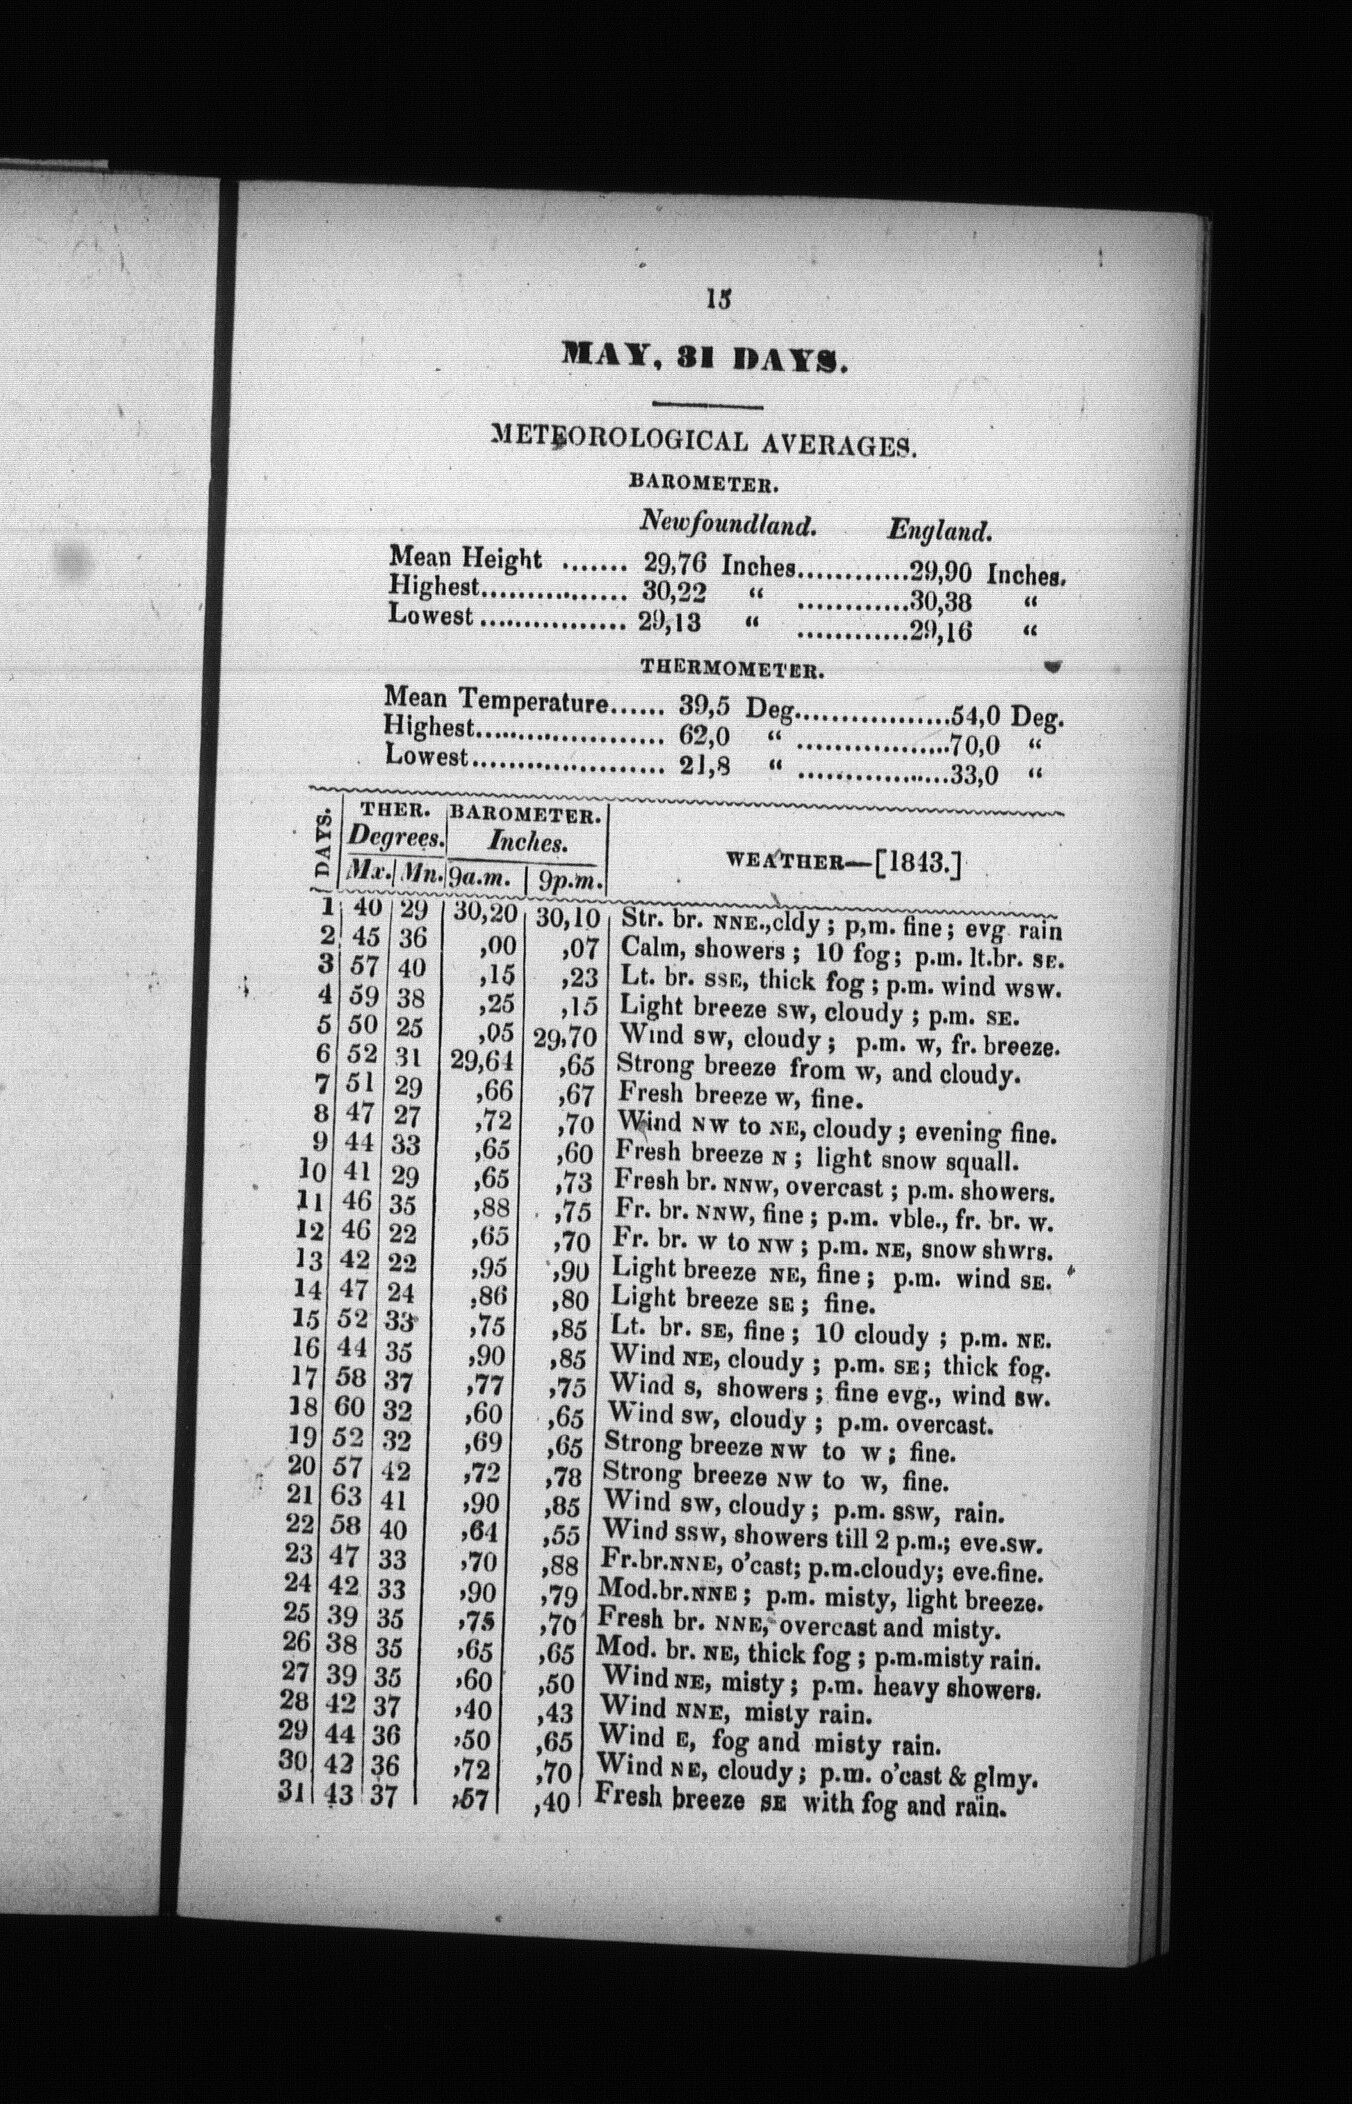 15
MAY, 31 DAYS.
METEOROLOGICAL AVERAGES.
BAROMETER.
Newfoundland. England.
Mean Height ....... 29,76 Inches............29,90 Inches.
Highest............... 30,22 “ ............30,38 “
Lowest ............... 29,13 “ ............29,16 “
THERMOMETER.
Mean Temperature...... 39,5 Deg.................54,0 Deg.
Highest.................... 62,0 “ ................70,0 “
Lowest..................... 21,8 “ ................33,0 “
DAYS. THER. BAROMETER.
Degrees. Inches. WEATHER—[1843.]
Mx. Mn. 9a.m. 9p.m.
1 40 29 30,20 30,10 Str. br. NNE.,cldy ; p,m. fine ; evg rain
2 45 36 ,00 ,07 Calm, showers ; 10 fog ; p.m. lt.br. SE.
3 57 40 ,15 ,23 Lt. br. SSE, thick fog ; p.m. wind WSW.
4 59 38 ,25 ,15 Light breeze SW, cloudy ; p.m. SE.
5 50 25 ,05 29,70 Wind SW, cloudy ; p.m. W, fr. breeze.
6 52 31 29,64 ,65 Strong breeze from W, and cloudy.
7 51 29 ,66 ,67 Fresh breeze W, fine.
8 47 27 ,72 ,70 Wind NW to NE, cloudy ; evening fine.
9 44 33 ,65 ,60 Fresh breeze N ; light snow squall.
10 41 29 ,65 ,73 Fresh br. NNW, overcast ; p.m. showers.
11 46 35 ,88 ,75 Fr. br. NNW, fine ; p.m. vble., fr. br. W.
12 46 22 ,65 ,70 Fr. br. W to NW ; p.m. NE, snow shwrs.
13 42 22 ,95 ,90 Light breeze NE, fine ; p.m. wind SE.
14 47 24 ,86 ,80 Light breeze SE ; fine.
15 52 33 ,75 ,85 Lt. br. SE, fine ; 10 cloudy ; p.m. NE.
16 44 35 ,90 ,85 Wind NE, cloudy ; p.m. SE ; thick fog.
17 58 37 ,77 ,75 Wind S, showers ; fine evg., wind SW.
18 60 32 ,60 ,65 Wind SW, cloudy ; p.m. overcast.
19 52 32 ,69 ,65 Strong breeze NW to W ; fine.
20 57 42 ,72 ,78 Strong breeze NW to W, fine.
21 63 41 ,90 ,85 Wind SW, cloudy ; p.m. SSW, rain.
22 58 40 ,64 ,55 Wind SSW, showers till 2 p.m.; eve.SW.
23 47 33 ,70 ,88 Fr.br.NNE, o'cast; p.m.cloudy; eve.fine.
24 42 33 ,90 ,79 Mod.br.NNE ; p.m. misty, light breeze.
25 39 35 ,75 ,70 Fresh br. NNE, overcast and misty.
26 38 35 ,65 ,65 Mod. br. NE, thick fog ; p.m.misty rain.
27 39 35 ,60 ,50 Wind NE, misty ; p.m. heavy showers.
28 42 37 ,40 ,43 Wind NNE, misty rain.
29 44 36 ,50 ,65 Wind E, fog and misty rain.
30 42 36 ,72 ,70 Wind NE, cloudy ; p.m. o'cast & glmy.
31 43 37 ,57 ,40 Fresh breeze SE with fog and rain.